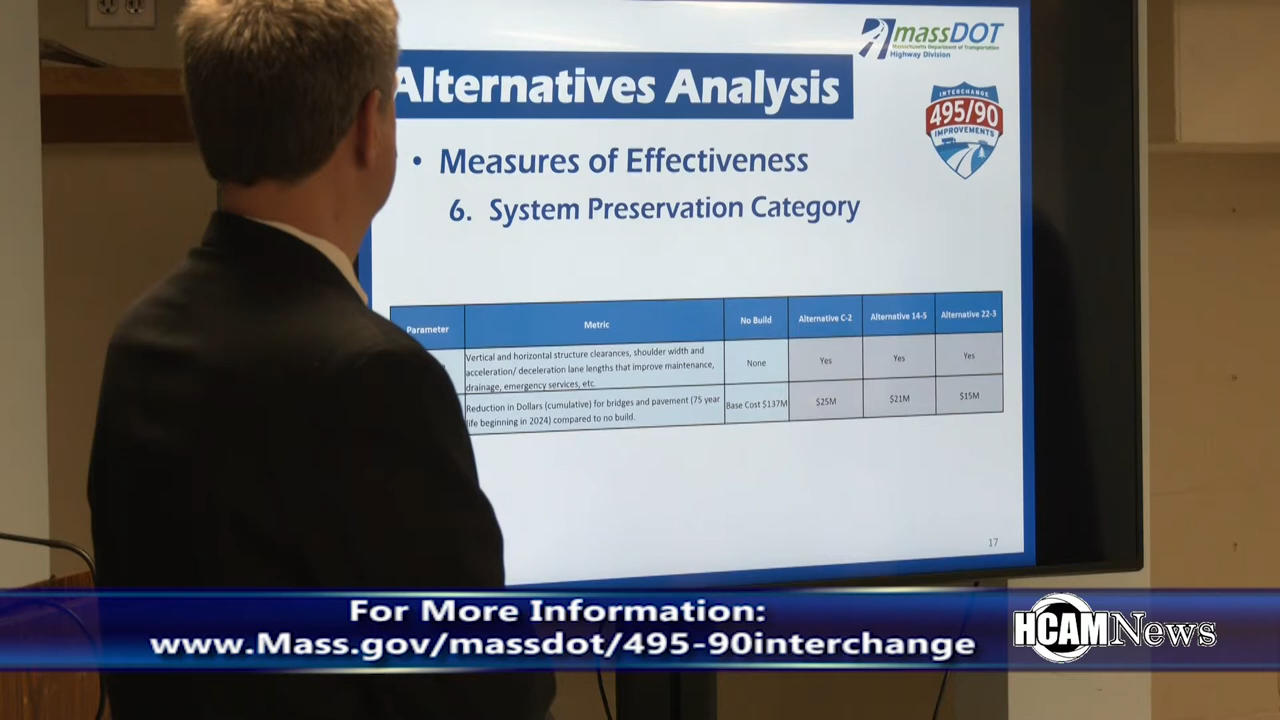 massDOT
Massachusetts Department of Transportation
Highway Division
Alternatives Analysis
INTERCHANGE
495/90
IMPROVEMENTS
• Measures of Effectiveness
6. System Preservation Category
Parameter
Metric
No Build
Alternative C-2
Alternative 14-5
Alternative 22-3
Vertical and horizontal structure clearances, shoulder width and
acceleration/ deceleration lane lengths that improve maintenance,
drainage, emergency services, etc.
None
Yes
Yes
Yes
Reduction in Dollars (cumulative) for bridges and pavement (75 year
life beginning in 2024) compared to no build.
Base Cost $137M
$25M
$21M
$15M
17
For More Information:
www.Mass.gov/massdot/495-90interchange
HCAM News